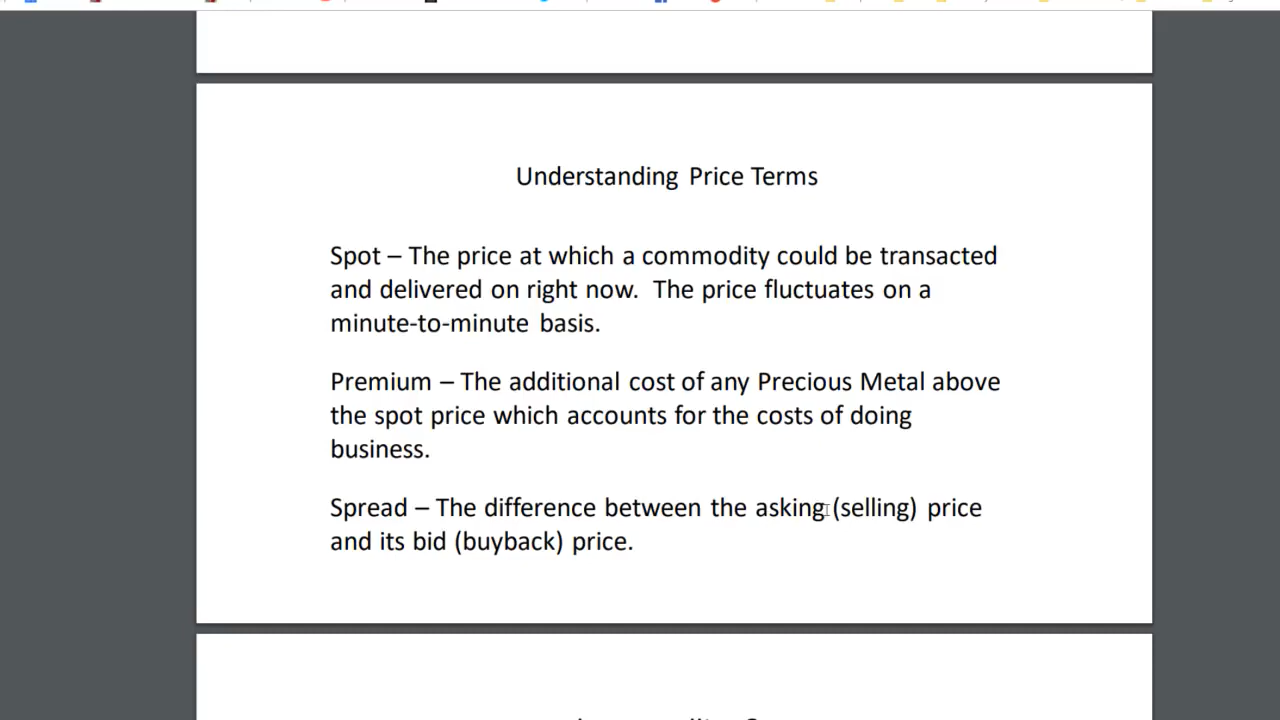 Understanding Price Terms
Spot – The price at which a commodity could be transacted
and delivered on right now.  The price fluctuates on a
minute-to-minute basis.
Premium – The additional cost of any Precious Metal above
the spot price which accounts for the costs of doing
business.
Spread – The difference between the asking (selling) price
and its bid (buyback) price.